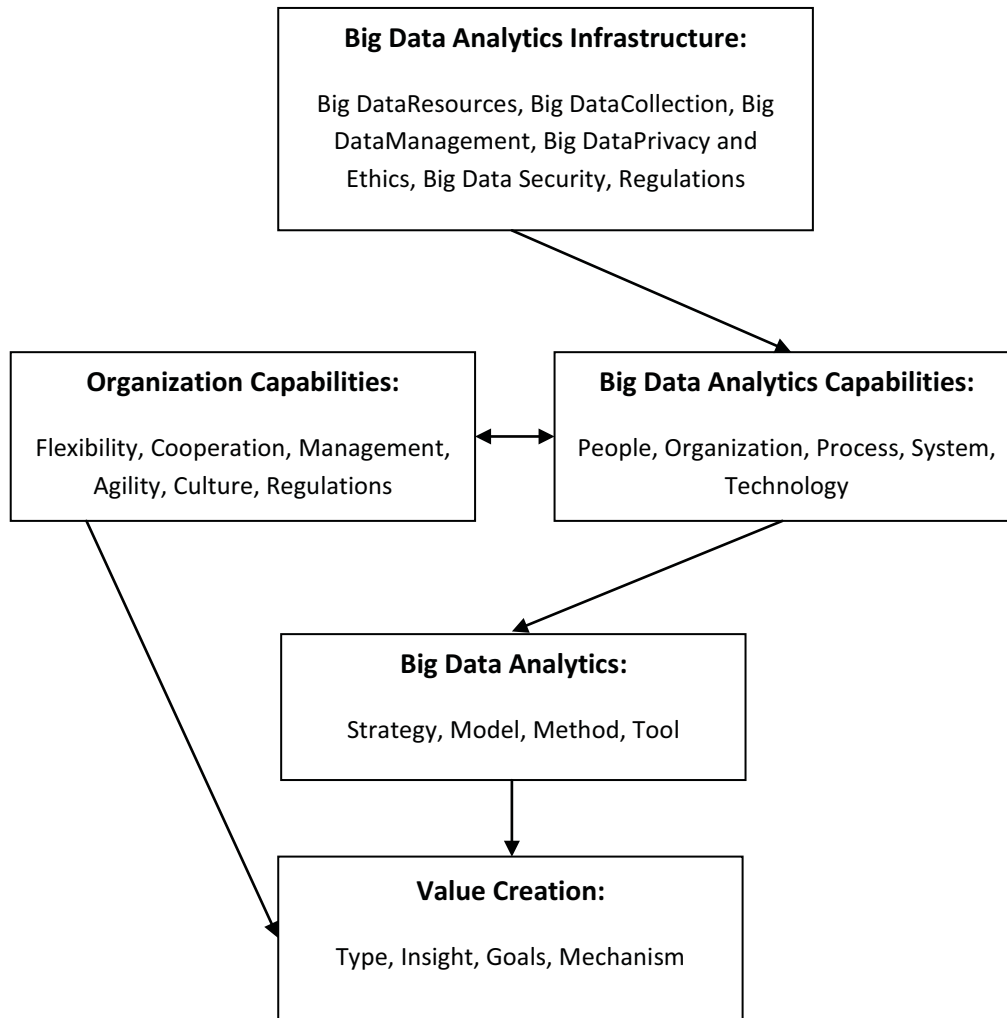 Big Data Analytics Infrastructure:
Big DataResources, Big DataCollection, Big
DataManagement, Big DataPrivacy and
Ethics, Big Data Security, Regulations
Organization Capabilities:
Flexibility, Cooperation, Management,
Agility, Culture, Regulations
Big Data Analytics Capabilities:
People, Organization, Process, System,
Technology
Big Data Analytics:
Strategy, Model, Method, Tool
Value Creation:
Type, Insight, Goals, Mechanism